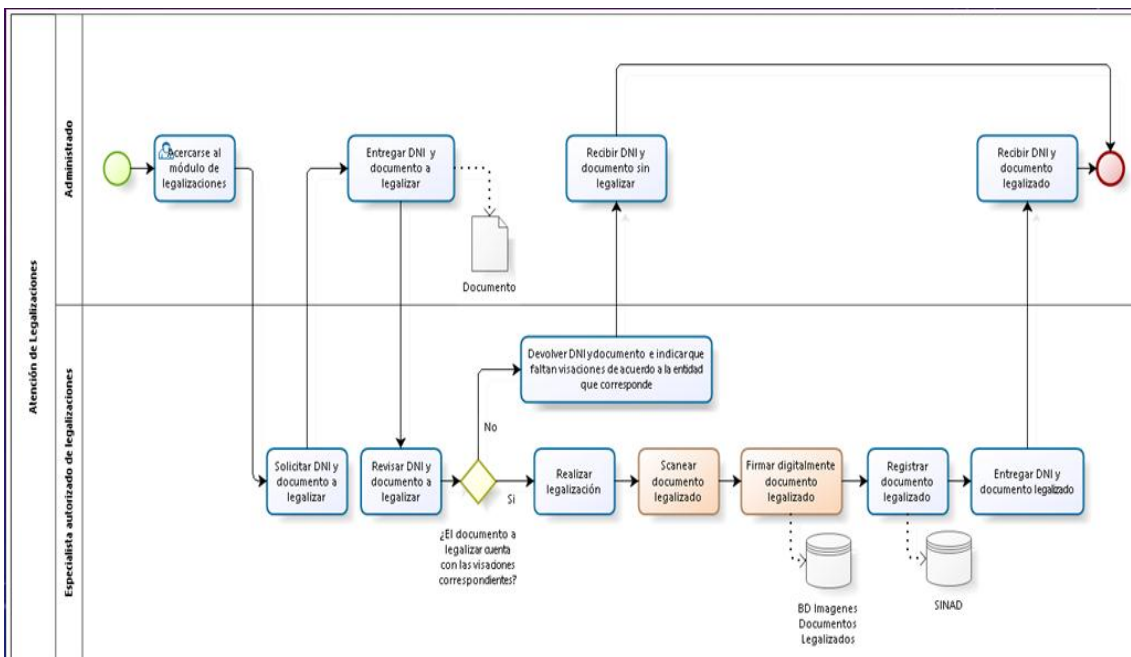 Atención de Legalizaciones
Administrado
Acercarse al
módulo de
legalizaciones
Entregar DNI y
documento a
legalizar
Documento
Recibir DNI y
documento sin
legalizar
Recibir DNI y
documento
legalizado
Especialista autorizado de legalizaciones
Solicitar DNI y
documento a
legalizar
Revisar DNI y
documento a
legalizar
¿El documento a
legalizar cuenta
con las visaciones
correspondientes?
No
Devolver DNI y documento e indicar que
faltan visaciones de acuerdo a la entidad
que corresponde
Si
Realizar
legalización
Scanear
documento
legalizado
Firmar digitalmente
documento
legalizado
BD Imagenes
Documentos
Legalizados
Registrar
documento
legalizado
SINAD
Entregar DNI y
documento legalizado